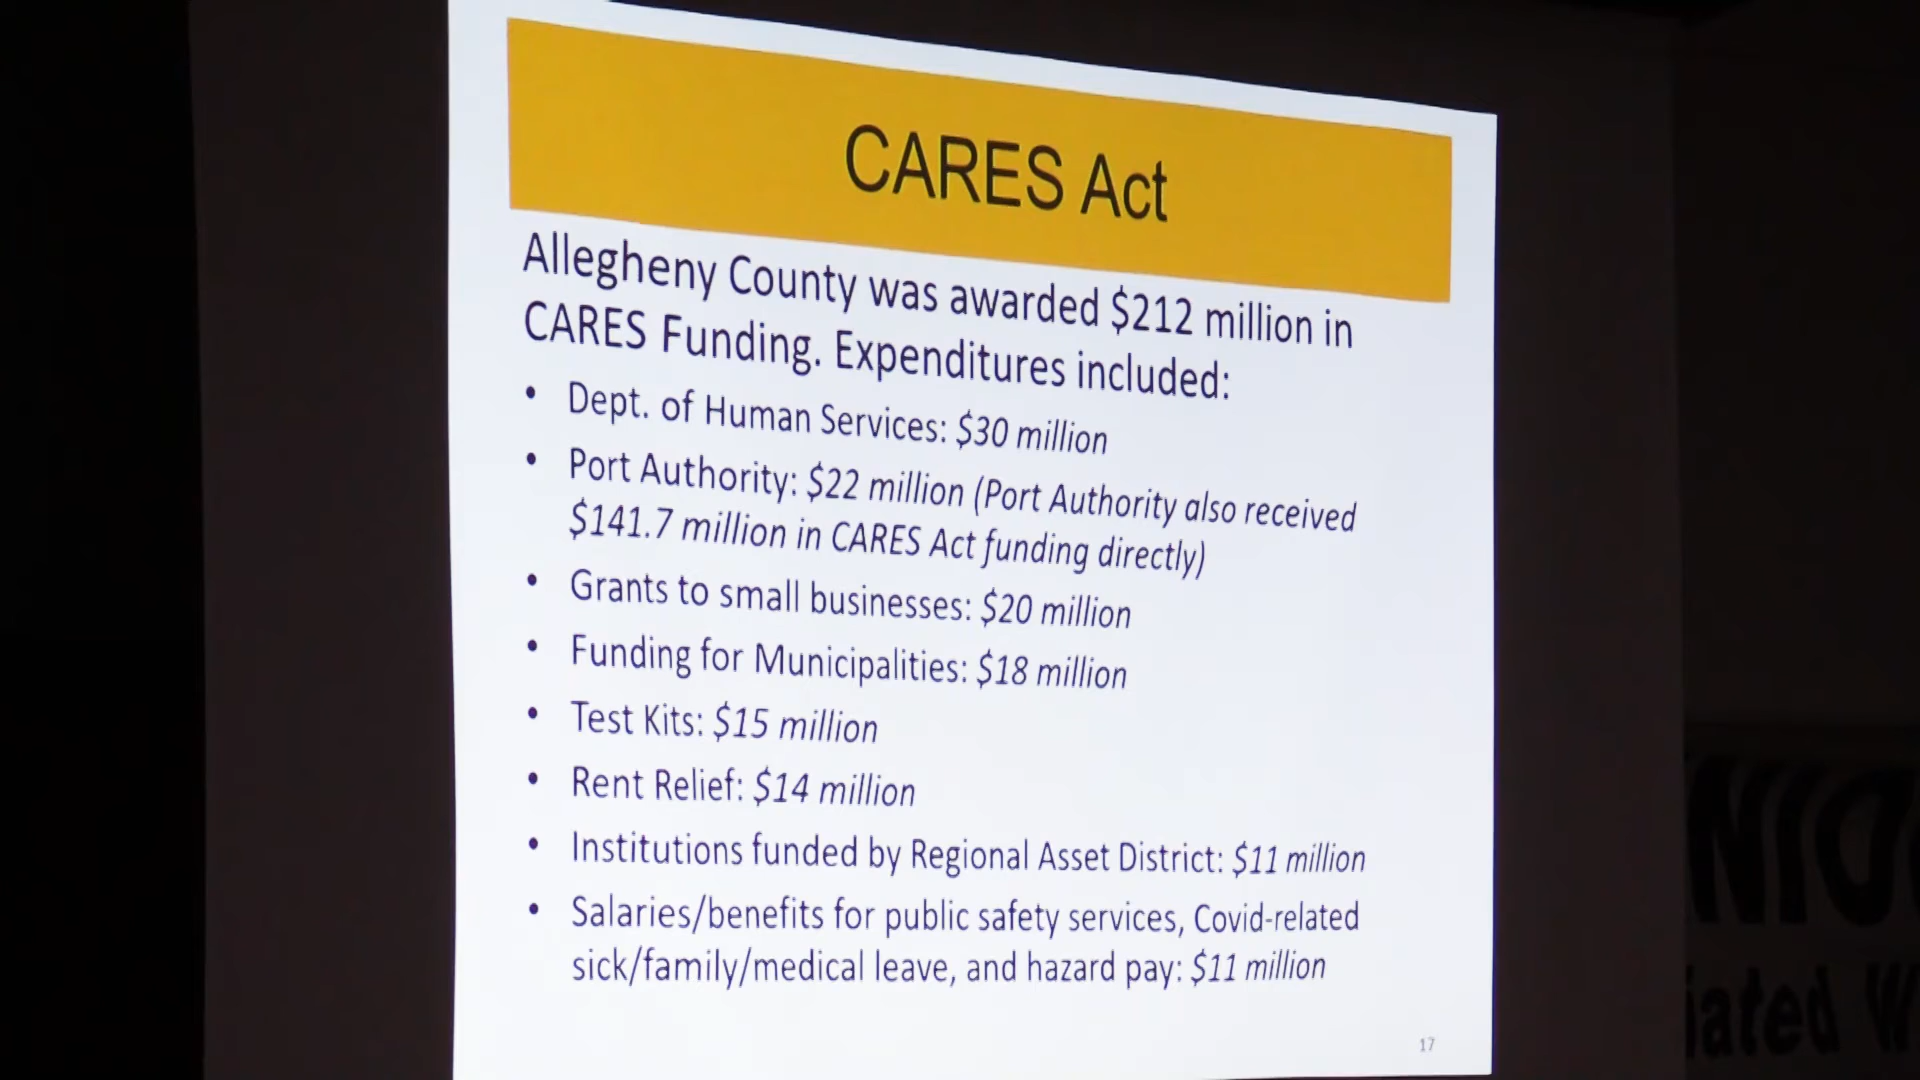 CARES Act
Allegheny County was awarded $212 million in
CARES Funding. Expenditures included:
• Dept. of Human Services: $30 million
• Port Authority: $22 million (Port Authority also received
$141.7 million in CARES Act funding directly)
• Grants to small businesses: $20 million
• Funding for Municipalities: $18 million
• Test Kits: $15 million
• Rent Relief: $14 million
• Institutions funded by Regional Asset District: $11 million
• Salaries/benefits for public safety services, Covid-related
sick/family/medical leave, and hazard pay: $11 million
17